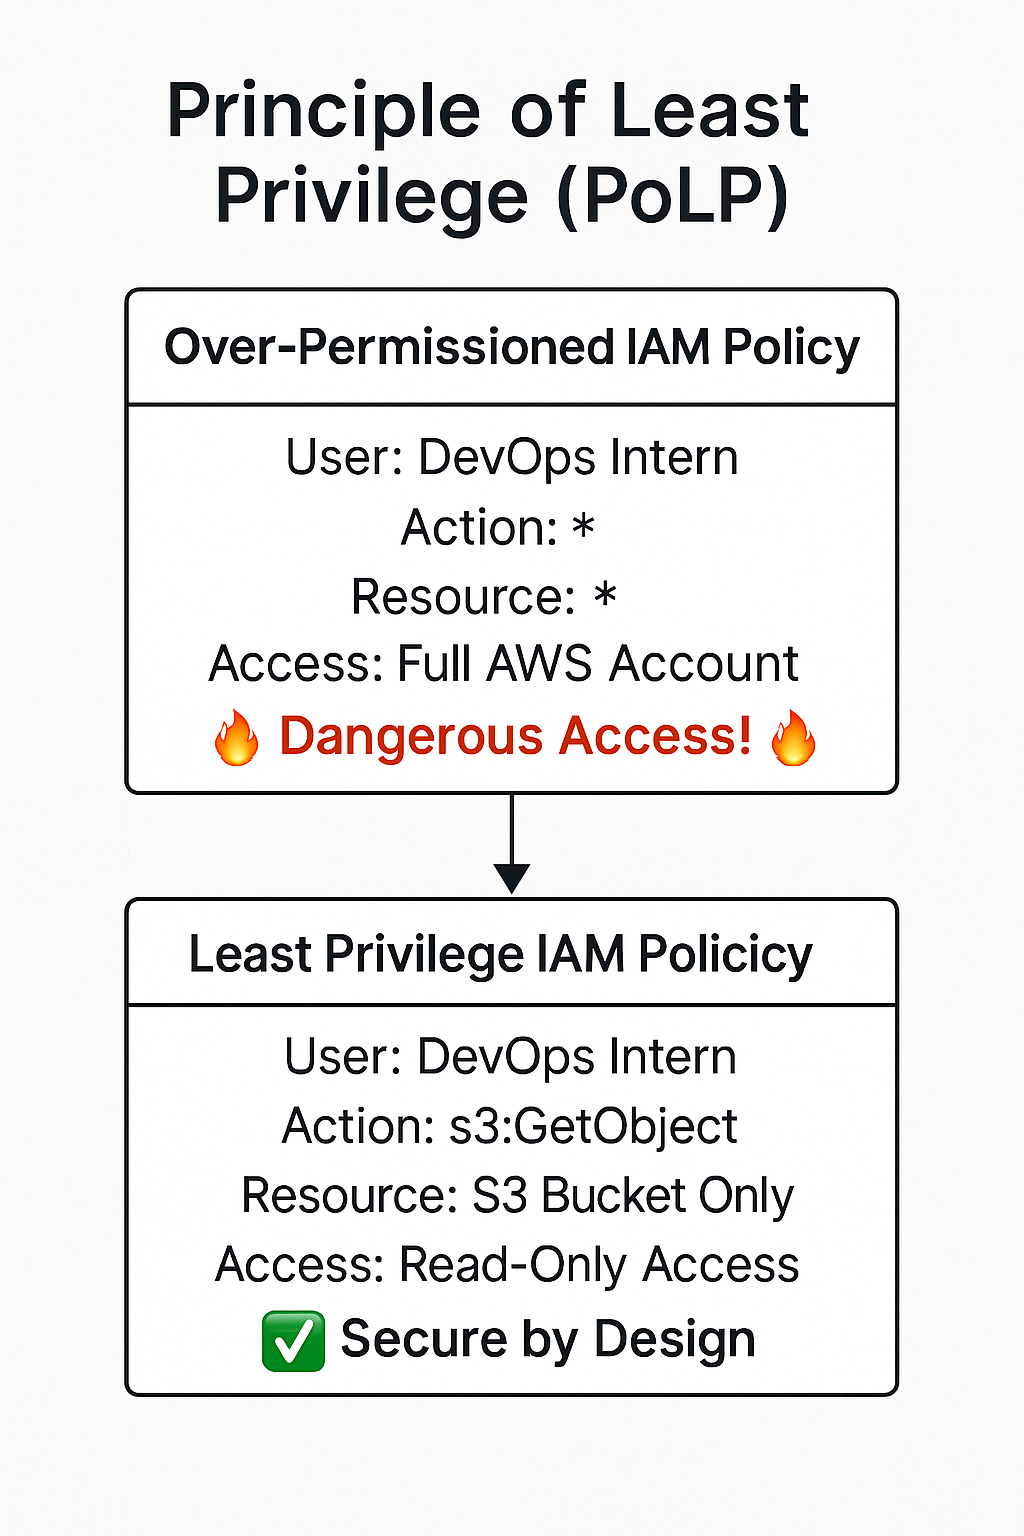 Principle of Least
Privilege (PoLP)
Over-Permissioned IAM Policy
User: DevOps Intern
Action: *
Resource: *
Access: Full AWS Account
🔥 Dangerous Access! 🔥
Least Privilege IAM Policicy
User: DevOps Intern
Action: s3:GetObject
Resource: S3 Bucket Only
Access: Read-Only Access
✅ Secure by Design